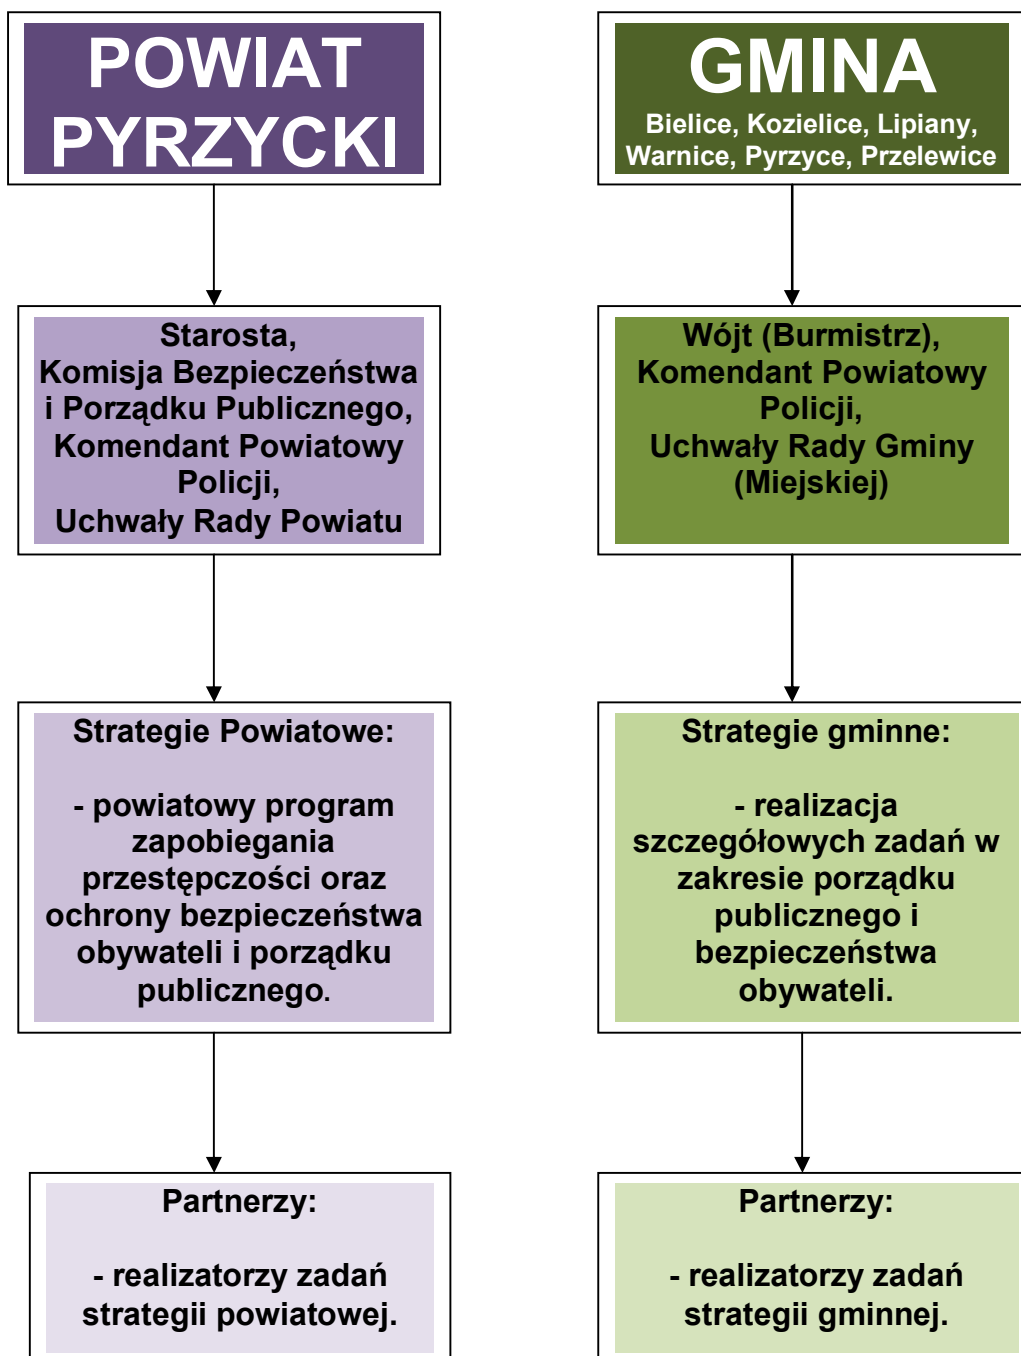 POWIAT
PYRZYCKI
Starosta,
Komisja Bezpieczeństwa
i Porządku Publicznego,
Komendant Powiatowy
Policji,
Uchwały Rady Powiatu
Strategie Powiatowe:
- powiatowy program
zapobiegania
przestępczości oraz
ochrony bezpieczeństwa
obywateli i porządku
publicznego.
Partnerzy:
- realizatorzy zadań
strategii powiatowej.
GMINA
Bielice, Kozielice, Lipiany,
Warnice, Pyrzyce, Przelewice
Wójt (Burmistrz),
Komendant Powiatowy
Policji,
Uchwały Rady Gminy
(Miejskiej)
Strategie gminne:
- realizacja
szczegółowych zadań w
zakresie porządku
publicznego i
bezpieczeństwa
obywateli.
Partnerzy:
- realizatorzy zadań
strategii gminnej.